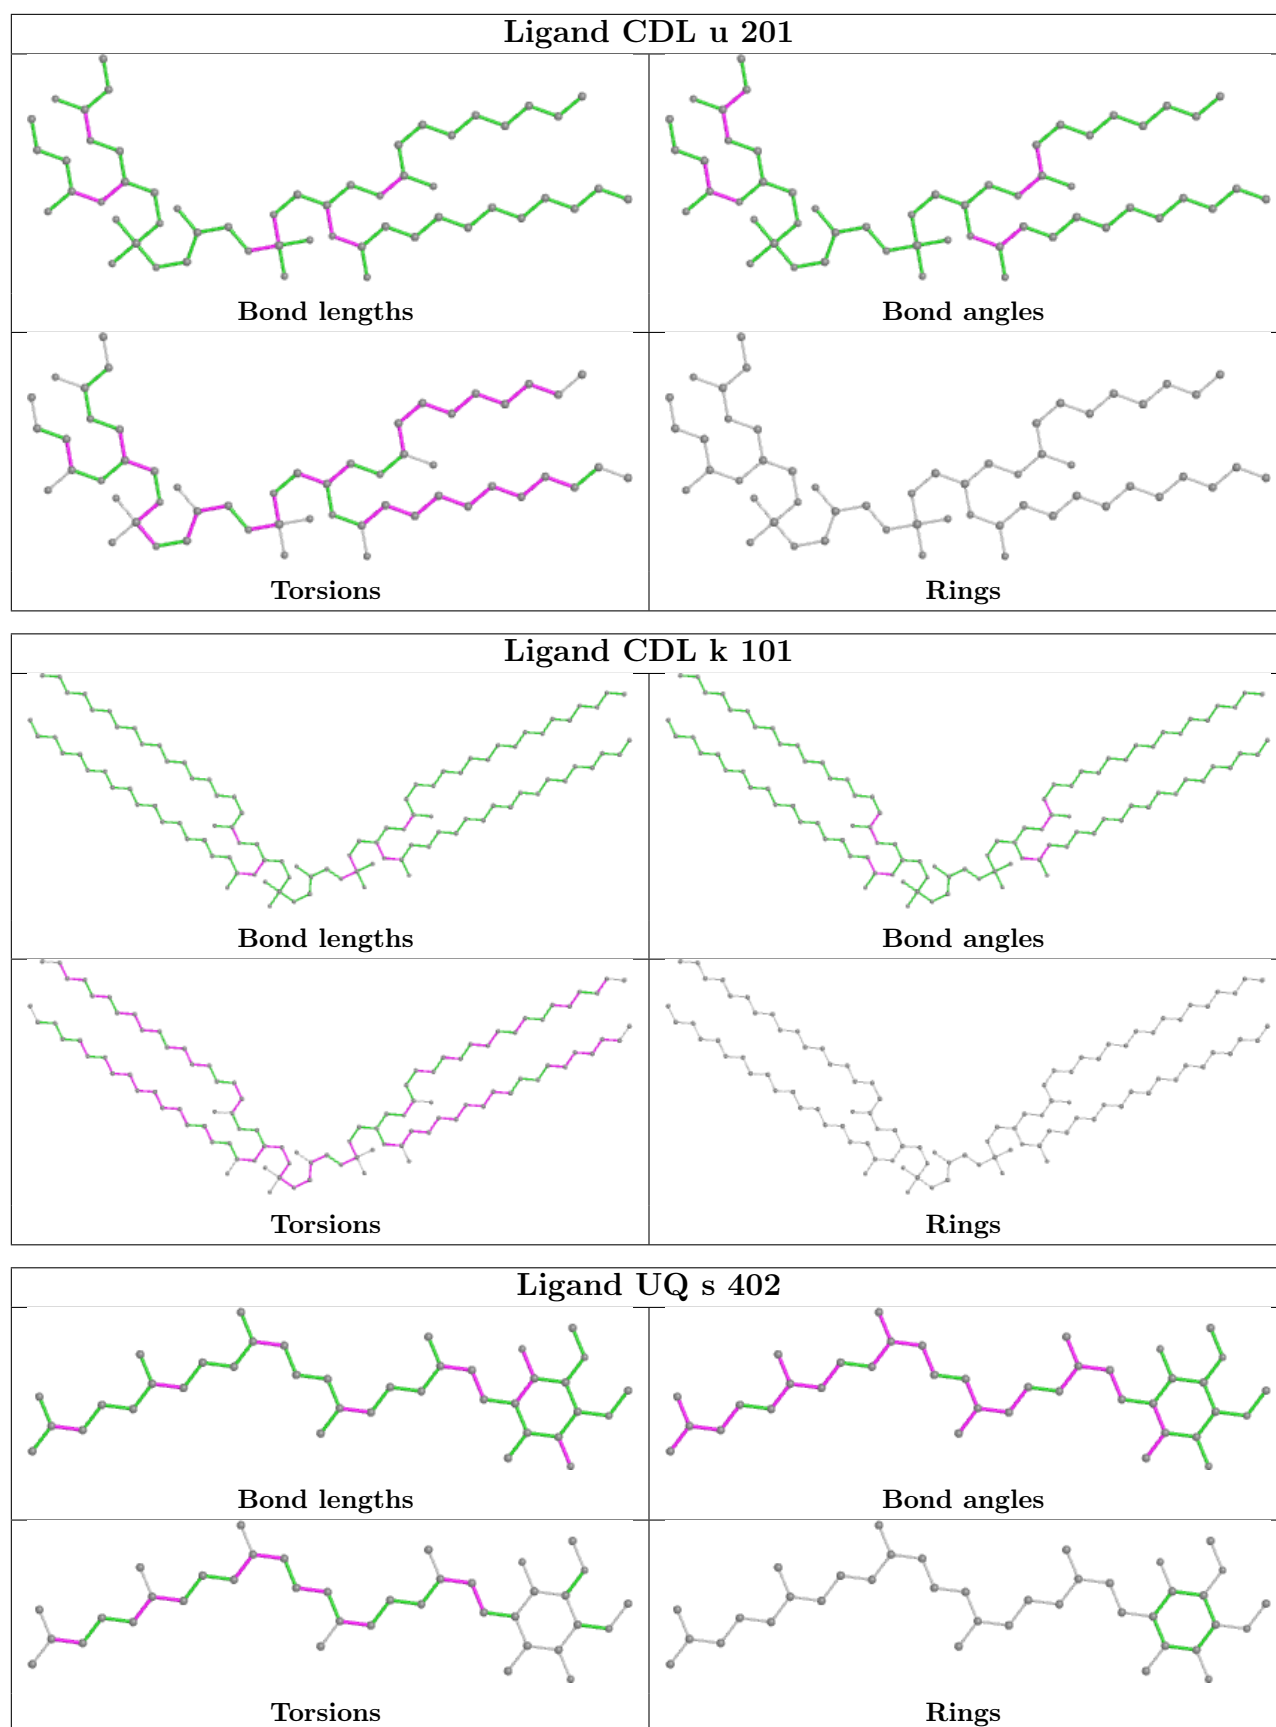 Ligand CDL u 201
Bond lengths
Bond angles
Torsions
Rings
Ligand CDL k 101
Bond lengths
Bond angles
Torsions
Rings
Ligand UQ s 402
Bond lengths
Bond angles
Torsions
Rings